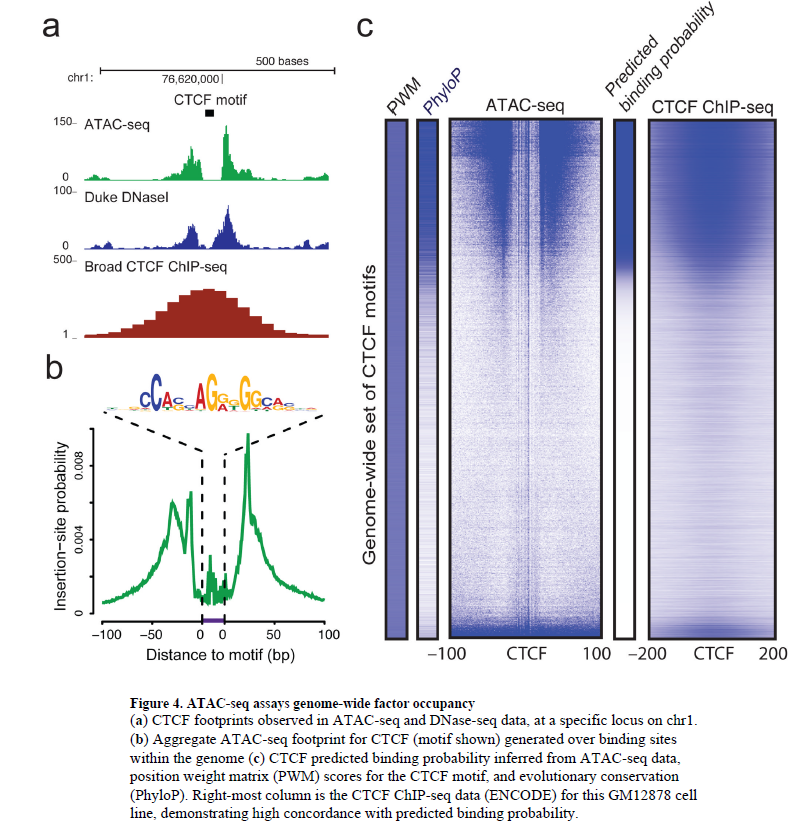 a
500 bases
chr1:
76,620,000
CTCF motif
150
ATAC-seq
0
100
Duke DNaseI
0
500
Broad CTCF ChIP-seq
1
b
CCACNAGNGGGCAC
Insertion-site probability
0.008
0.004
0
−100 −50 0 0 50 100
Distance to motif (bp)
c
PWM
PhyloP
ATAC-seq
Predicted
binding probability
CTCF ChIP-seq
Genome-wide set of CTCF motifs
−100 CTCF 100
−200 CTCF 200
Figure 4. ATAC-seq assays genome-wide factor occupancy
(a) CTCF footprints observed in ATAC-seq and DNase-seq data, at a specific locus on chr1.
(b) Aggregate ATAC-seq footprint for CTCF (motif shown) generated over binding sites
within the genome (c) CTCF predicted binding probability inferred from ATAC-seq data,
position weight matrix (PWM) scores for the CTCF motif, and evolutionary conservation
(PhyloP). Right-most column is the CTCF ChIP-seq data (ENCODE) for this GM12878 cell
line, demonstrating high concordance with predicted binding probability.